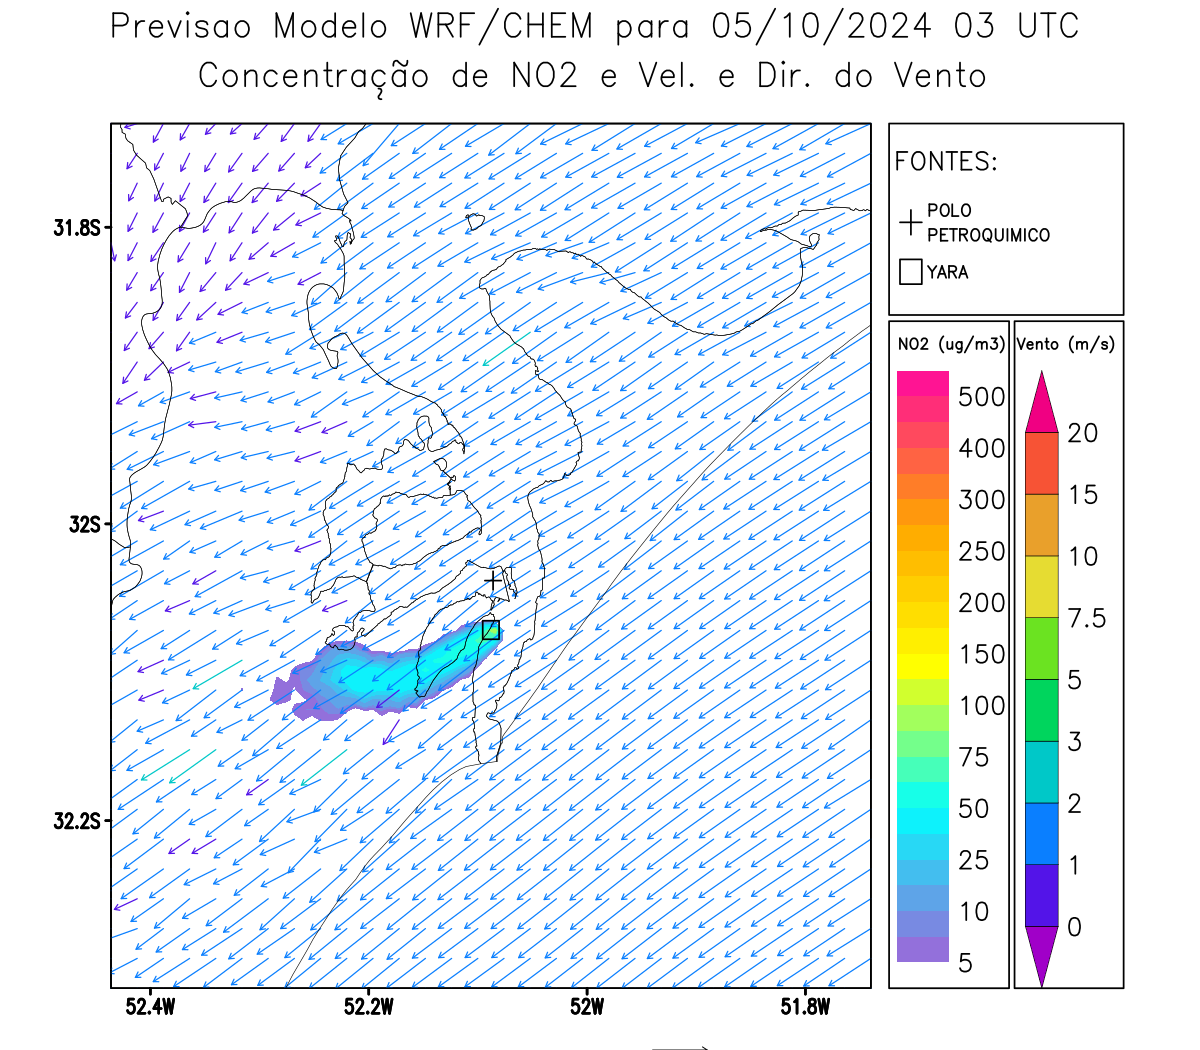 Previsao Modelo WRF/CHEM para 05/10/2024 03 UTC
Concentração de NO2 e Vel. e Dir. do Vento
FONTES:
POLO
PETROQUIMICO
YARA
NO2 (ug/m3)
500
400
300
250
200
150
100
75
50
25
10
5
Vento (m/s)
20
15
10
7.5
5
3
2
1
0
31.8S
32S
32.2S
52.4W
52.2W
52W
51.8W